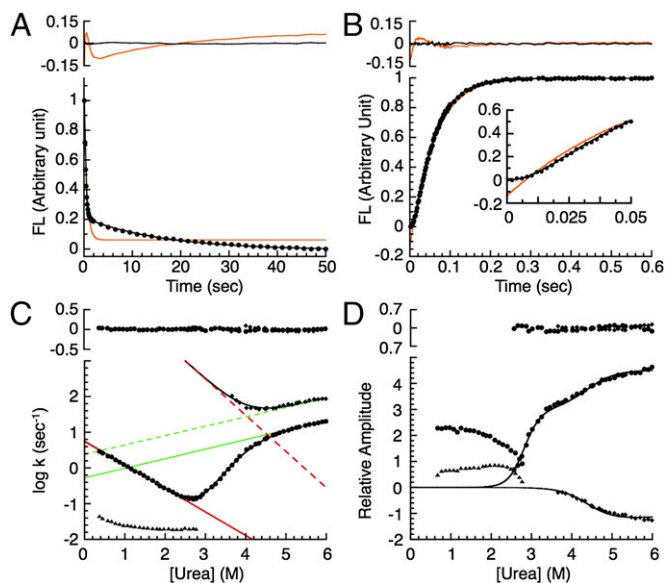 A
0.15
0
-0.15
1
0.8
0.6
0.4
0.2
0
FL (Arbitrary unit)
0 10 20 30 40 50
Time (sec)
B
0.15
0
-0.15
1
0.8
0.6
0.4
0.2
0
-0.2
FL (Arbitrary unit)
0.6
0.4
0.2
0
-0.2
0 0.025 0.05
0 0.1 0.2 0.3 0.4 0.5 0.6
Time (sec)
C
0.5
0
-0.5
2
1
0
-1
-2
log k (sec-1)
0 1 2 3 4 5 6
[Urea] (M)
D
0.7
0
0.7
4
3
2
1
0
-2
Relative Amplitude
0 1 2 3 4 5 6
[Urea] (M)